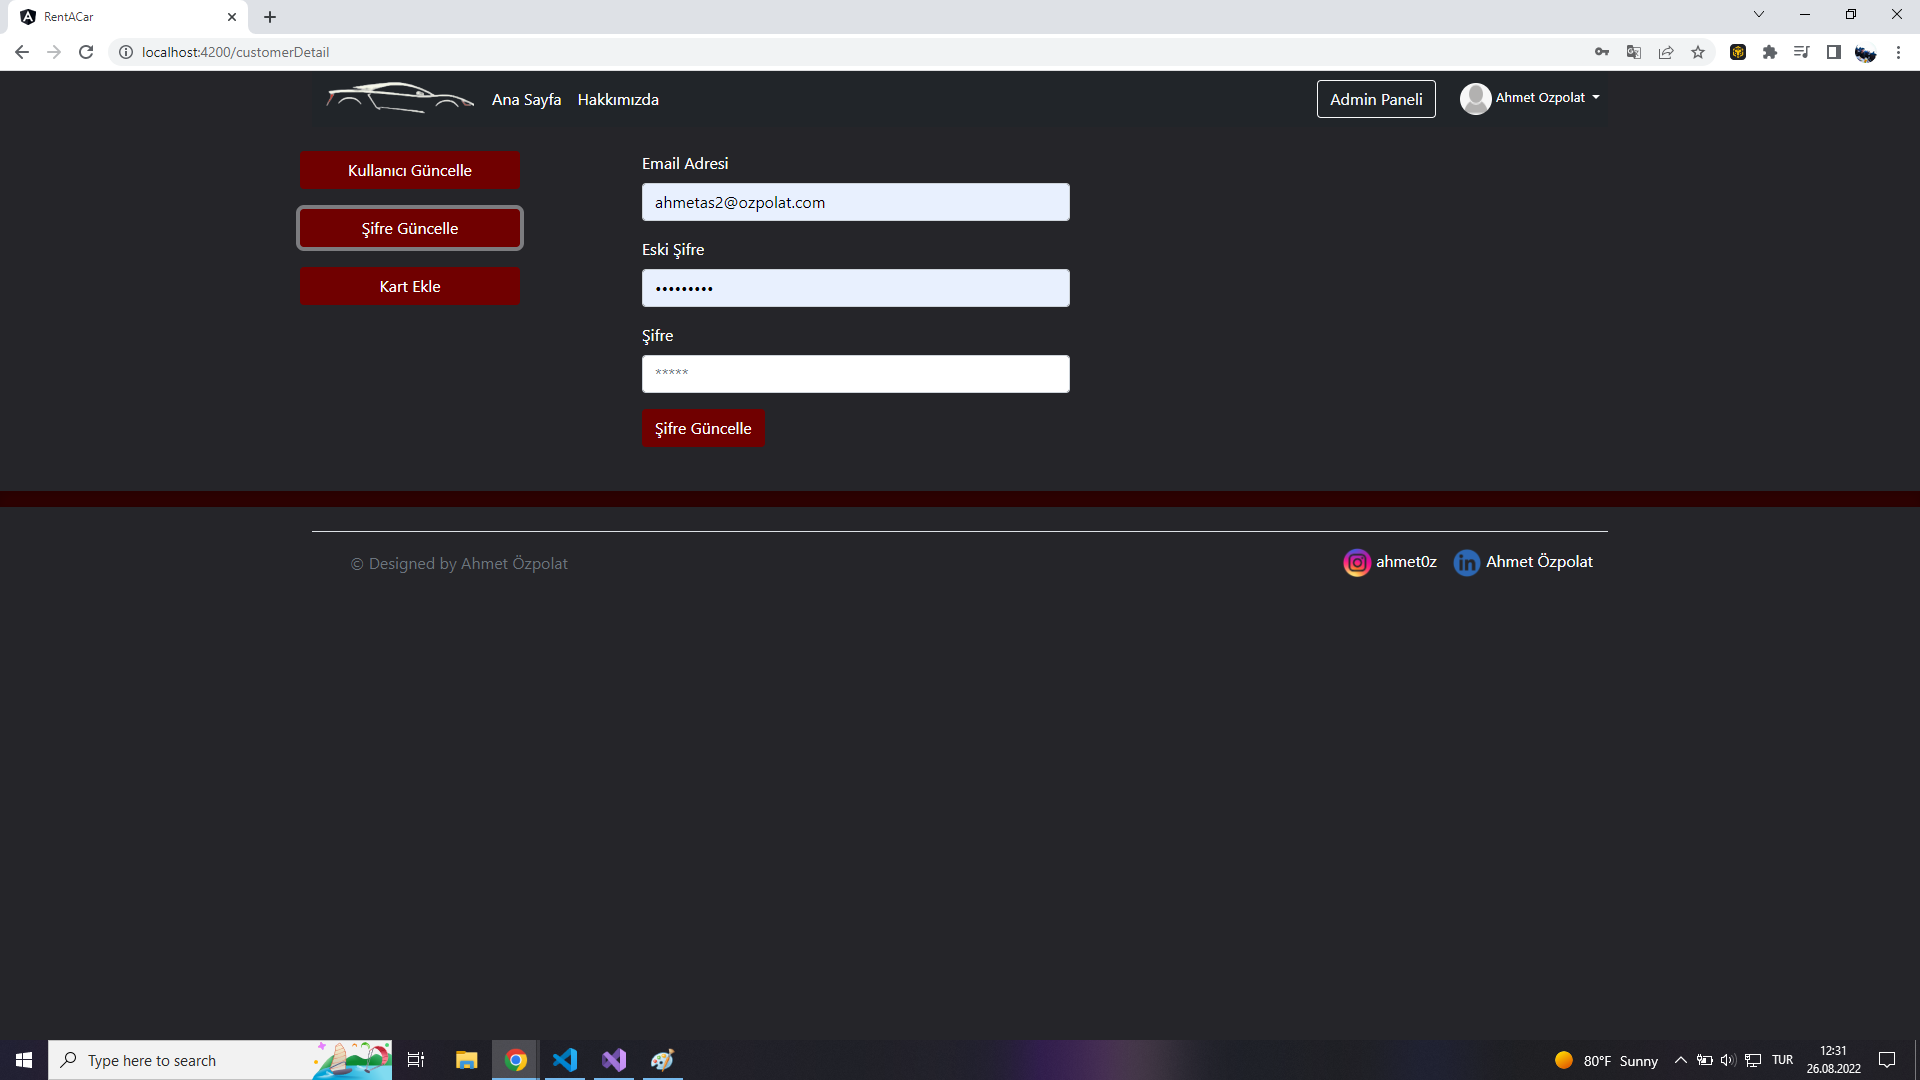 RentACar
localhost:4200/customerDetail
Ana Sayfa Hakkımızda Admin Paneli Ahmet Ozpolat
Kullanıcı Güncelle
Şifre Güncelle
Kart Ekle
Email Adresi
ahmetas2@ozpolat.com
Eski Şifre
•••••••••
Şifre
*****
Şifre Güncelle
© Designed by Ahmet Özpolat ahmet0z Ahmet Özpolat
Type here to search 80°F Sunny TUR 12:31
26.08.2022